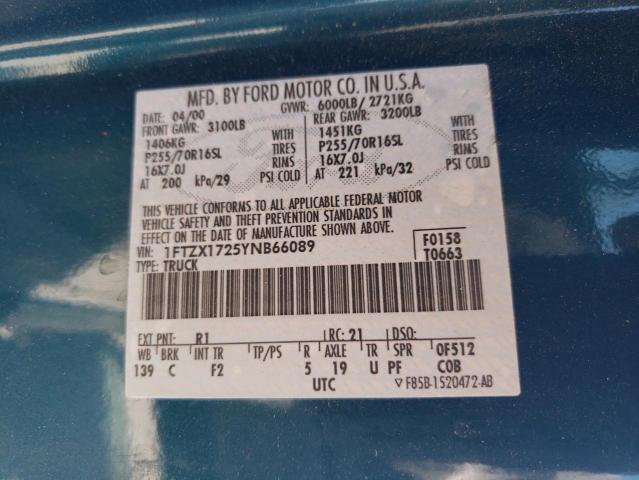 MFD. BY FORD MOTOR CO. IN U.S.A.
DATE: 04/00 GVWR: 6000LB/ 2721KG
FRONT GAWR: 3100LB REAR GAWR: 3200LB
1406KG WITH 1451KG WITH
P255/70R16SL TIRES P255/70R16SL TIRES
16X7.0J RIMS 16X7.0J RIMS
AT 200 kPa/29 PSI COLD AT 221 kPa/32 PSI COLD
THIS VEHICLE CONFORMS TO ALL APPLICABLE FEDERAL MOTOR
VEHICLE SAFETY AND THEFT PREVENTION STANDARDS IN
EFFECT ON THE DATE OF MANUFACTURE SHOWN ABOVE.
VIN: 1FTZX1725YNB66089 F0158
TYPE: TRUCK T0663
EXT PNT: R1 RC: 21 DSO:
WB BRK INT TR TP/PS R AXLE TR SPR 0F512
139 C F2 5 19 U PF COB
UTC ▽ F85B-1520472-AB